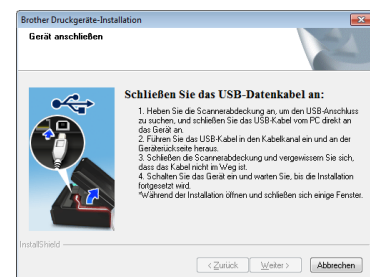 Brother Druckgeräte-Installation
Gerät anschließen
Schließen Sie das USB-Datenkabel an:
1. Heben Sie die Scannerabdeckung an, um den USB-Anschluss
zu suchen, und schließen Sie das USB-Kabel vom PC direkt an
das Gerät an.
2. Führen Sie das USB-Kabel in den Kabelkanal ein und an der
Geräterückseite heraus.
3. Schließen die Scannerabdeckung und vergewissern Sie sich,
dass das Kabel nicht im Weg ist.
4. Schalten Sie das Gerät ein und warten Sie, bis die Installation
fortgesetzt wird.
*Während der Installation öffnen und schließen sich einige Fenster.
InstallShield
< Zurück Weiter > Abbrechen